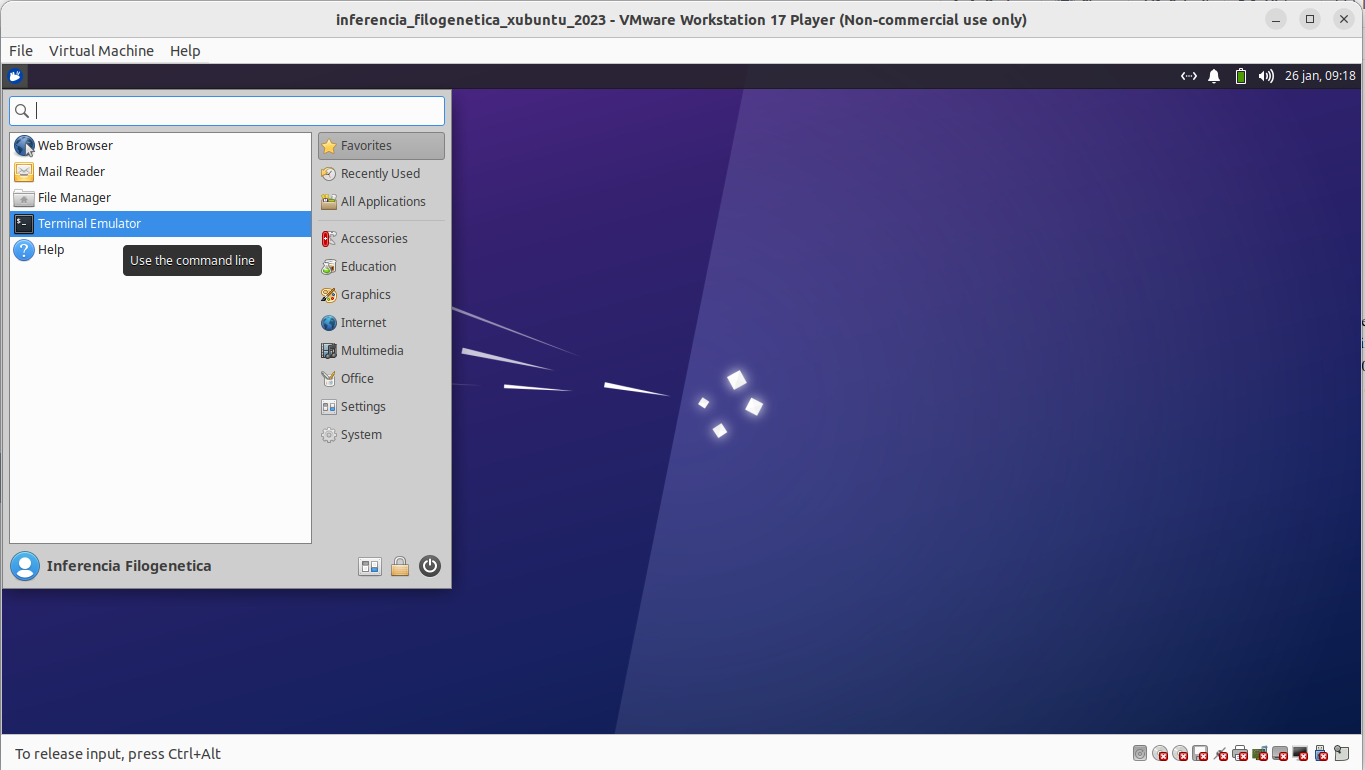 inferencia_filogenetica_xubuntu_2023 - VMware Workstation 17 Player (Non-commercial use only)
File Virtual Machine Help
26 jan, 09:18
Web Browser
Mail Reader
File Manager
Terminal Emulator
Help
Use the command line
Favorites
Recently Used
All Applications
Accessories
Education
Graphics
Internet
Multimedia
Office
Settings
System
Inferencia Filogenetica
To release input, press Ctrl+Alt